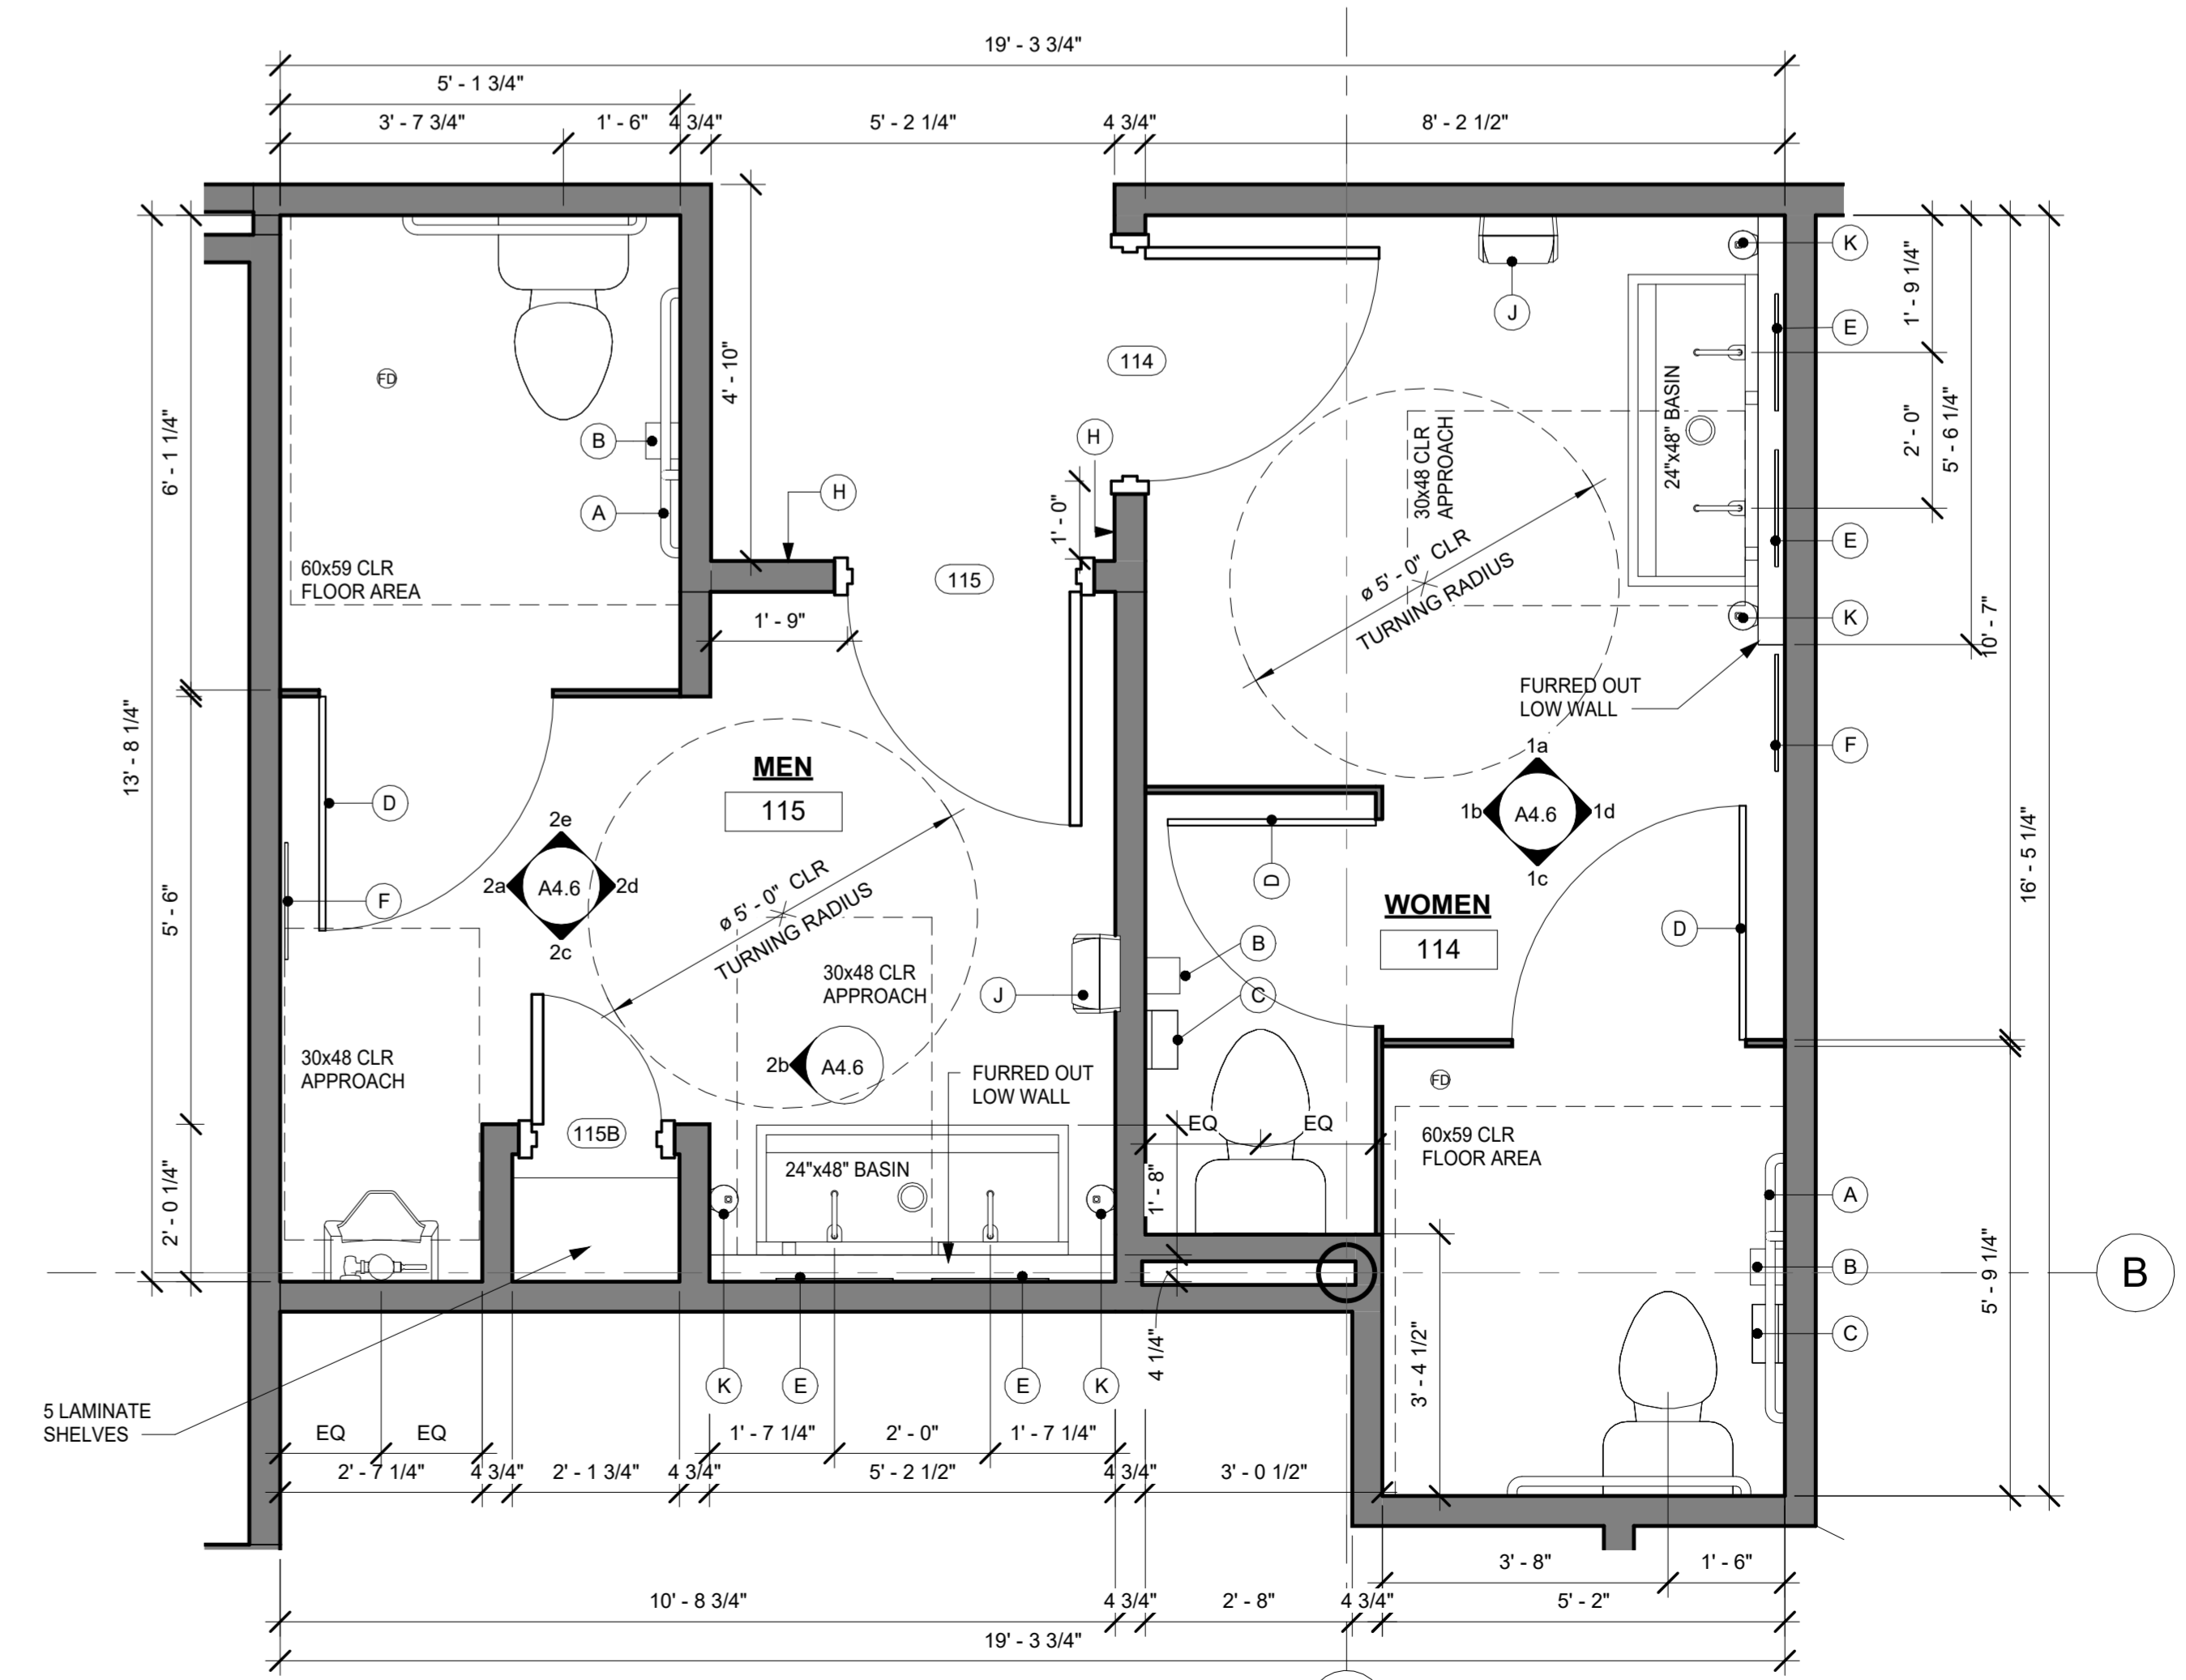 19' - 3 3/4"
5' - 1 3/4"
3' - 7 3/4"
1' - 6"
4 3/4"
5' - 2 1/4"
4 3/4"
8' - 2 1/2"
K
1' - 9 1/4"
J
E
114
FD
4' - 10"
24"x48" BASIN
30x48 CLR
APPROACH
2' - 0"
5' - 6 1/4"
6' - 1 1/4"
B
H
H
A
1' - 0"
E
60x59 CLR
FLOOR AREA
115
ø 5' - 0" CLR
TURNING RADIUS
1' - 9"
K
10' - 7"
FURRED OUT
LOW WALL
13' - 8 1/4"
F
MEN
115
1a
1b
A4.6
1d
1c
D
2e
2a
A4.6
2d
2c
D
ø 5' - 0" CLR
TURNING RADIUS
16' - 5 1/4"
5' - 6"
F
WOMEN
114
D
B
C
30x48 CLR
APPROACH
J
30x48 CLR
APPROACH
2b
A4.6
FURRED OUT
LOW WALL
FD
115B
EQ
EQ
60x59 CLR
FLOOR AREA
24"x48" BASIN
1' - 8"
2' - 0 1/4"
A
B
B
5' - 9 1/4"
C
4 1/4"
3' - 4 1/2"
K
E
E
K
5 LAMINATE
SHELVES
EQ
EQ
1' - 7 1/4"
2' - 0"
1' - 7 1/4"
2' - 7 1/4"
4 3/4"
2' - 1 3/4"
4 3/4"
5' - 2 1/2"
4 3/4"
3' - 0 1/2"
3' - 8"
1' - 6"
10' - 8 3/4"
4 3/4"
2' - 8"
4 3/4"
5' - 2"
19' - 3 3/4"